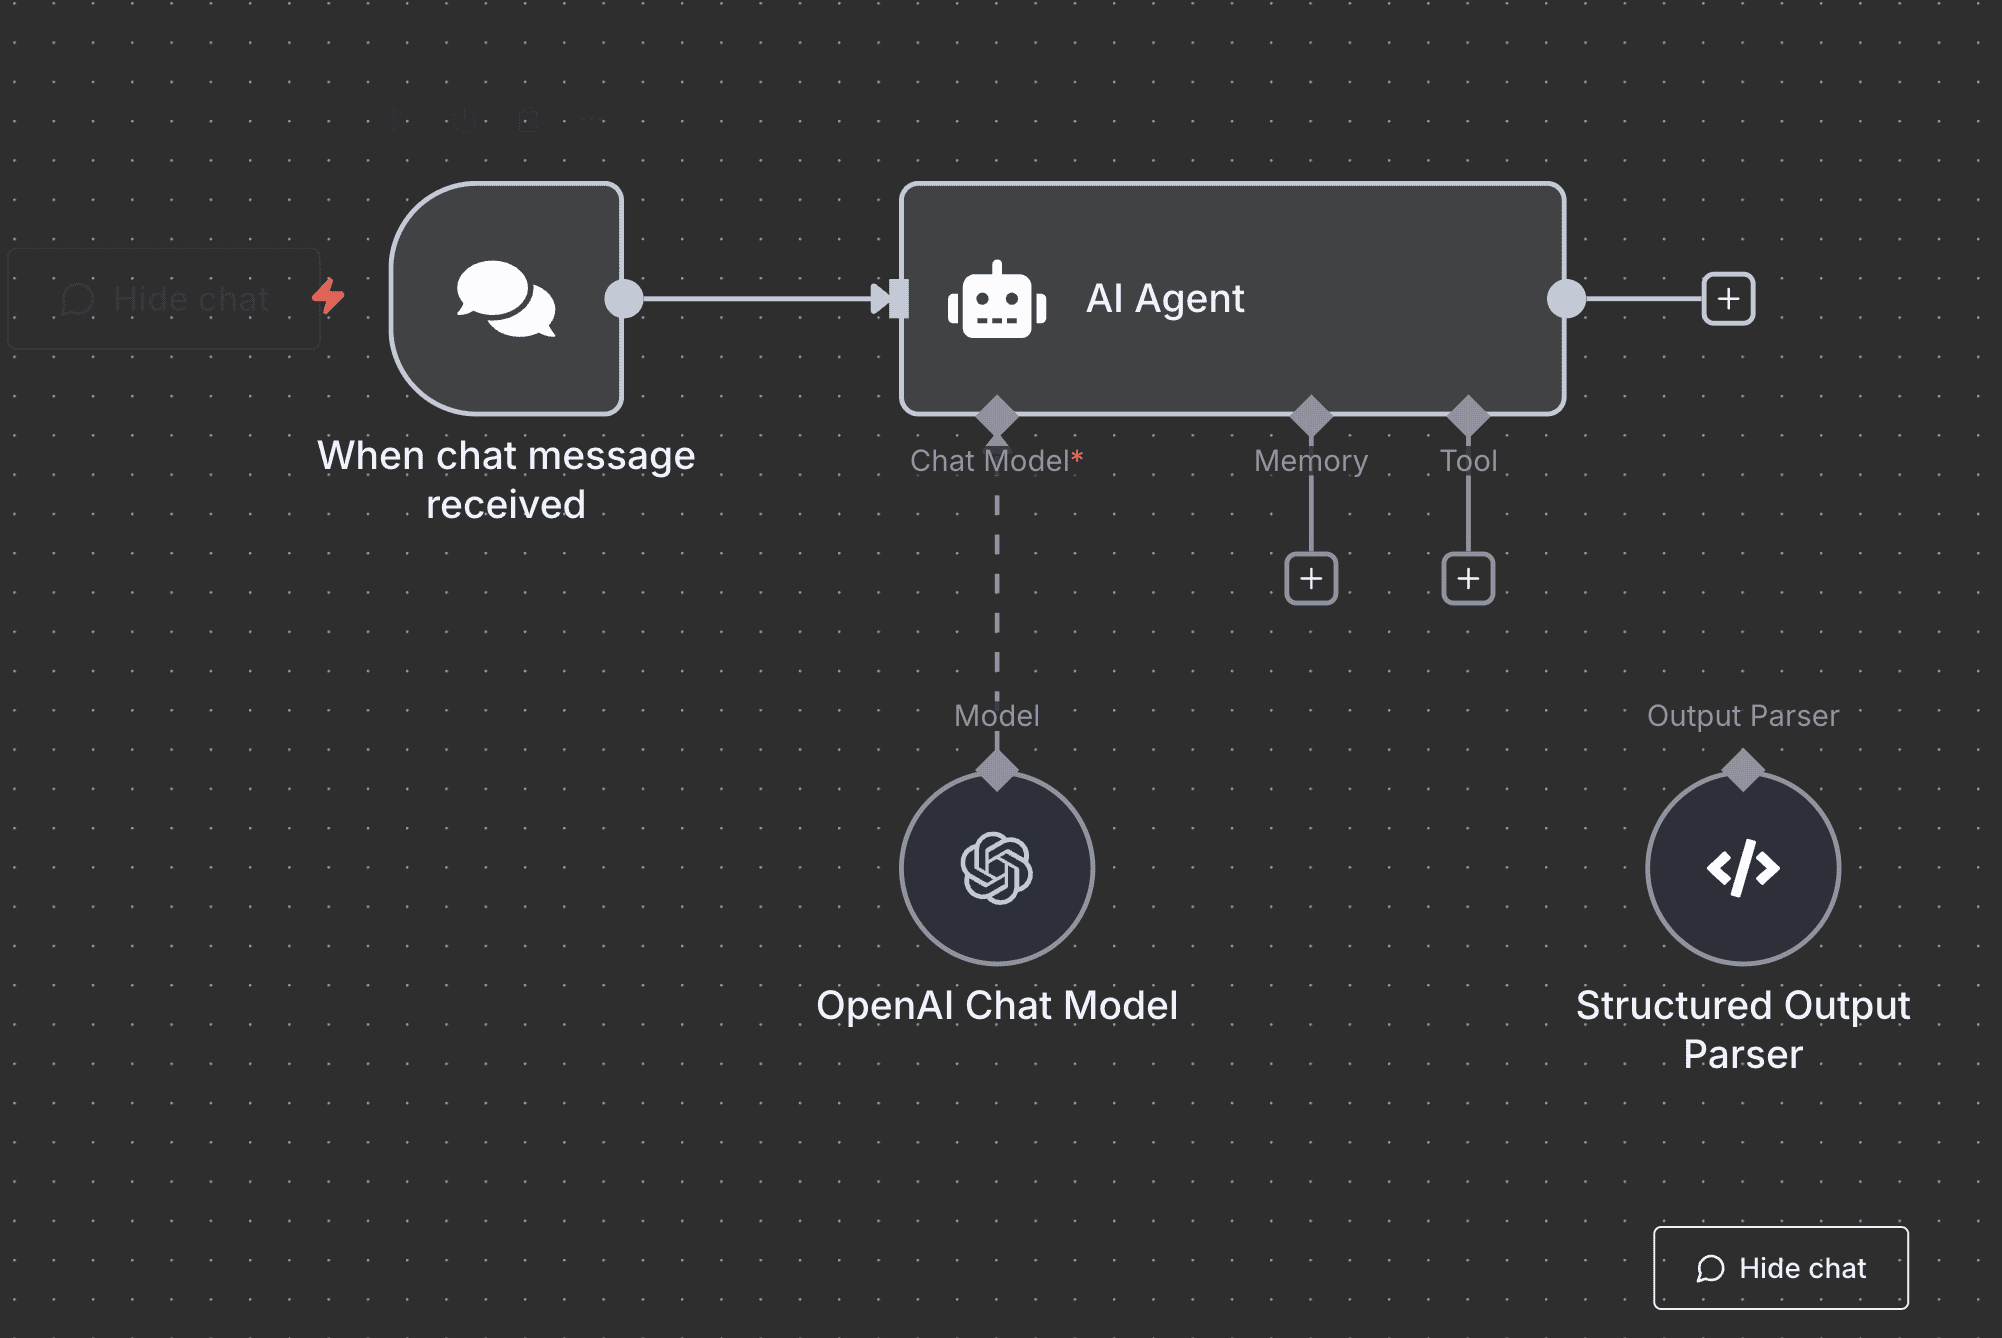 Hide chat
AI Agent
When chat message
received
Chat Model*
Memory
Tool
Model
Output Parser
OpenAI Chat Model
Structured Output
Parser
Hide chat